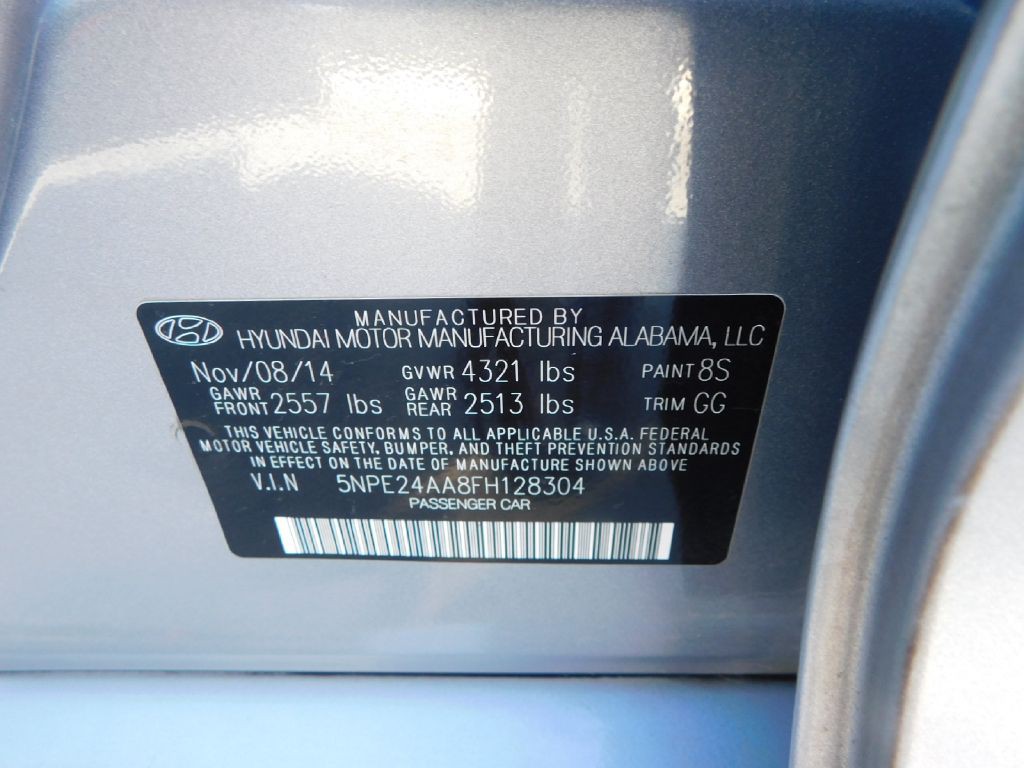 MANUFACTURED BY
HYUNDAI MOTOR MANUFACTURING ALABAMA, LLC
Nov/08/14 GVWR 4321 lbs PAINT 8S
GAWR FRONT 2557 lbs GAWR REAR 2513 lbs TRIM GG
THIS VEHICLE CONFORMS TO ALL APPLICABLE U.S.A. FEDERAL
MOTOR VEHICLE SAFETY, BUMPER, AND THEFT PREVENTION STANDARDS
IN EFFECT ON THE DATE OF MANUFACTURE SHOWN ABOVE
V.I.N 5NPE24AA8FH128304
PASSENGER CAR